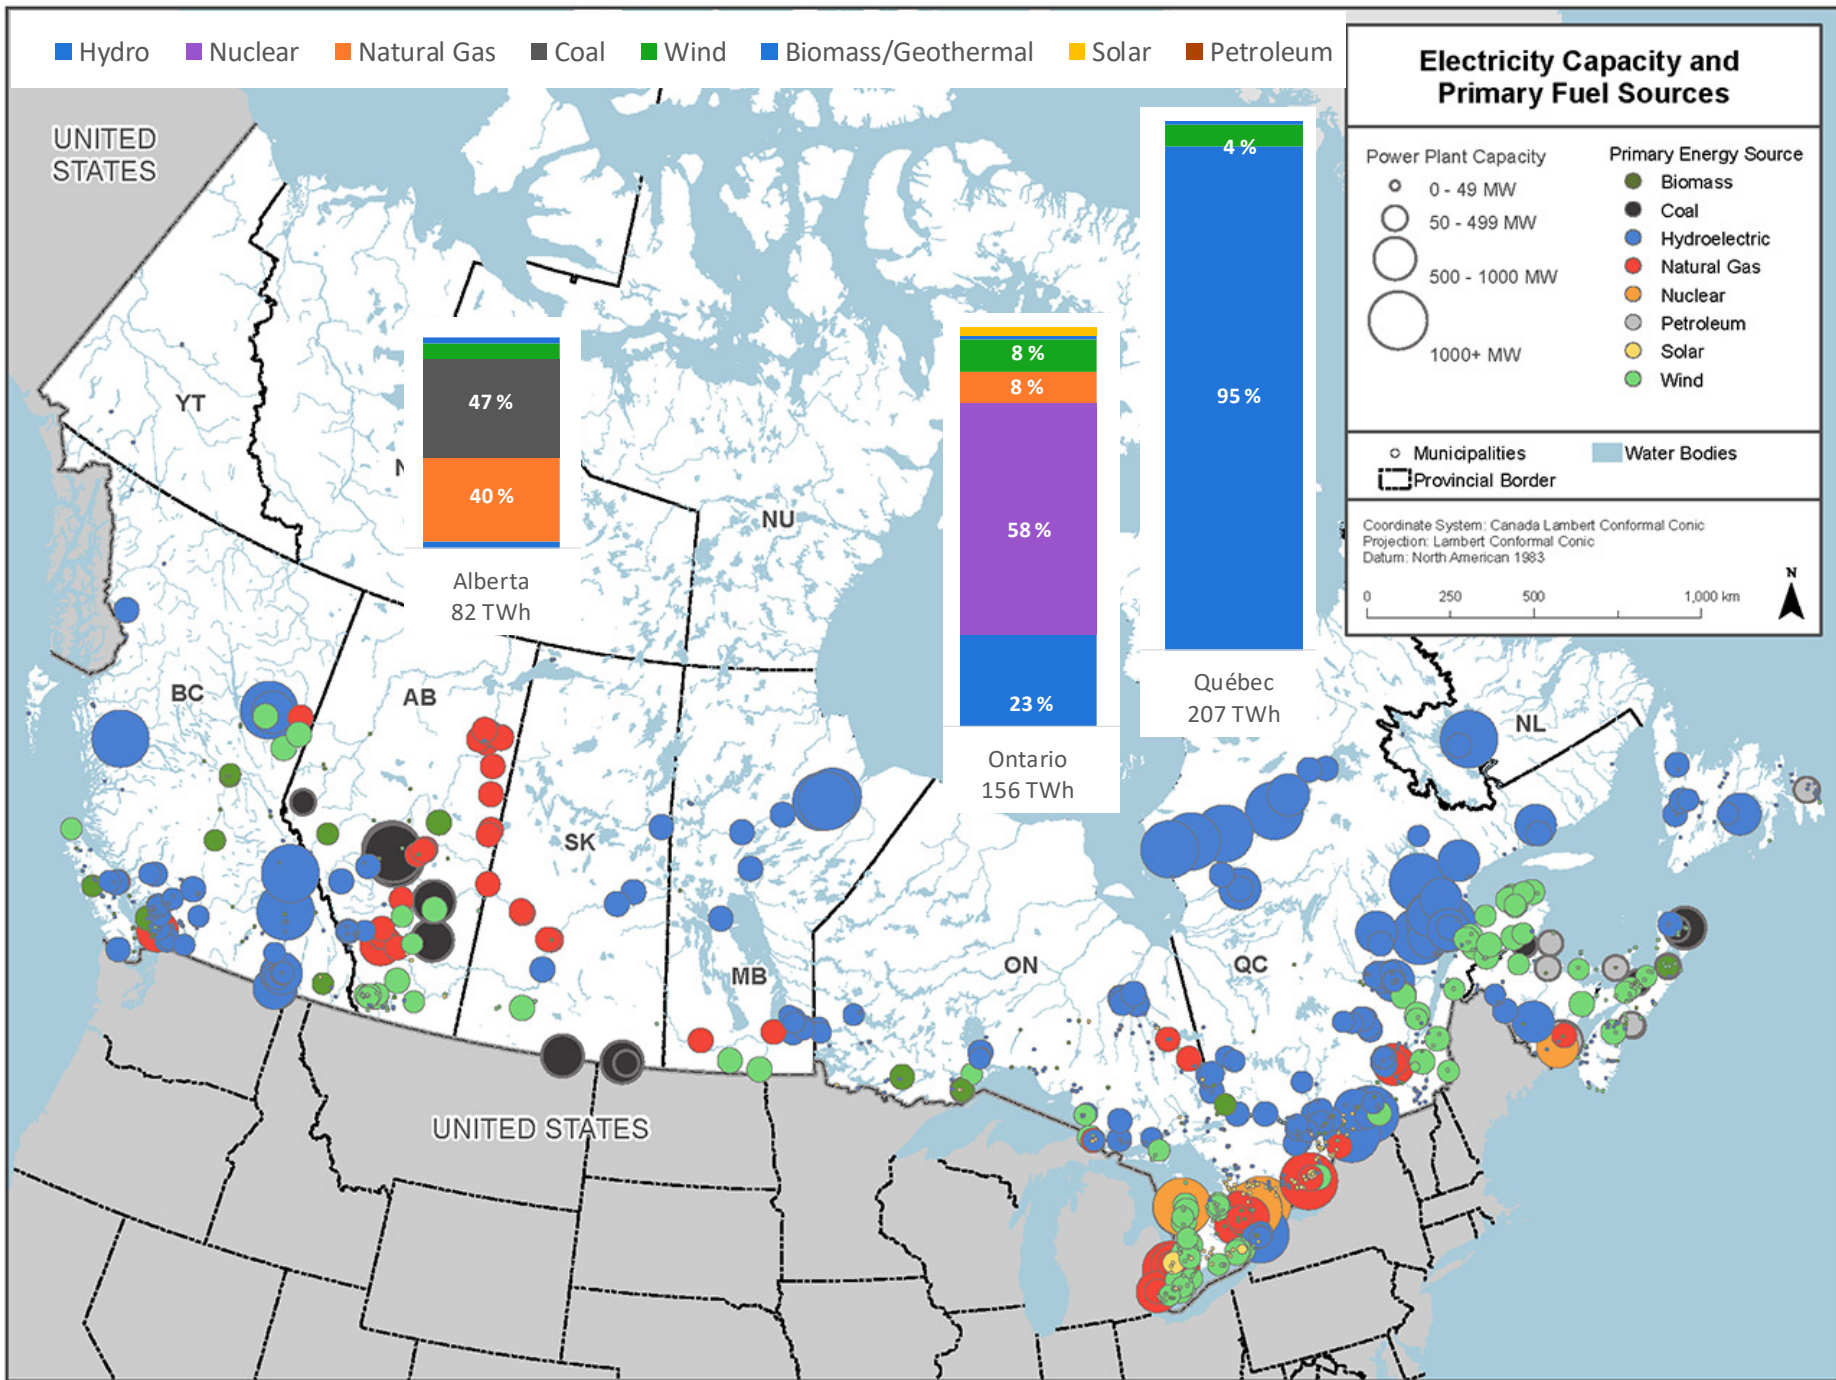 Hydro Nuclear Natural Gas Coal Wind Biomass/Geothermal Solar Petroleum
Electricity Capacity and
Primary Fuel Sources
Power Plant Capacity
0 - 49 MW
50 - 499 MW
500 - 1000 MW
1000+ MW
Primary Energy Source
Biomass
Coal
Hydroelectric
Natural Gas
Nuclear
Petroleum
Solar
Wind
Municipalities
Water Bodies
Provincial Border
Coordinate System: Canada Lambert Conformal Conic
Projection: Lambert Conformal Conic
Datum: North American 1983
0 250 500 1,000 km
N
UNITED
STATES
YT
N
NU
BC
AB
SK
MB
ON
QC
NL
UNITED STATES
47 %
40 %
Alberta
82 TWh
8 %
8 %
58 %
23 %
Ontario
156 TWh
4 %
95 %
Québec
207 TWh